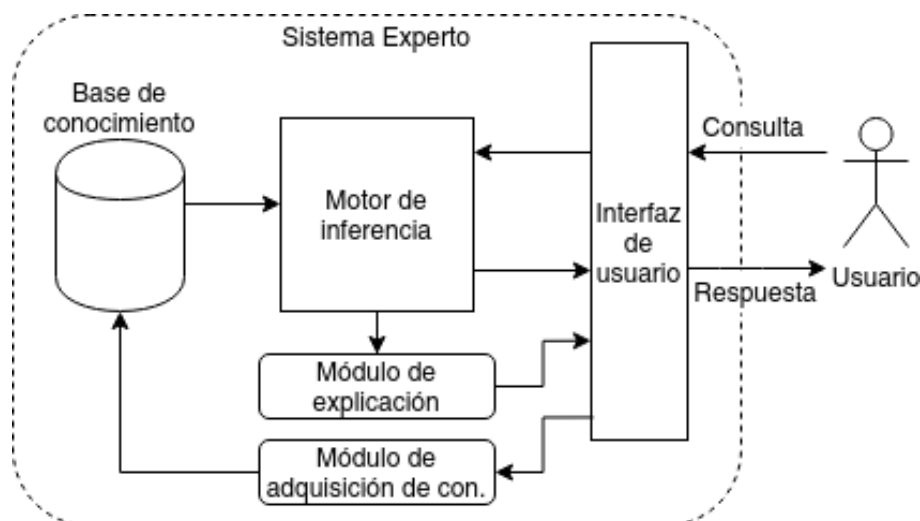 Sistema Experto
Base de
conocimiento
Motor de
inferencia
Interfaz
de
usuario
Consulta
Respuesta
Usuario
Módulo de
explicación
Módulo de
adquisición de con.